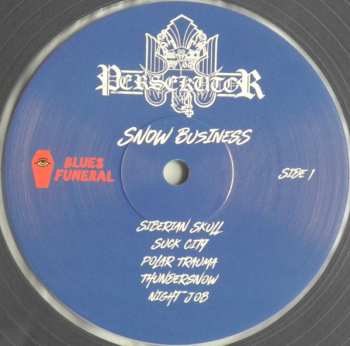 PERSEKUTOR
SNOW BUSINESS
BLUES
FUNERAL
SIDE 1
SIBERIAN SKULL
SUCK CITY
POLAR TRAUMA
THUNDERSNOW
NIGHT JOB